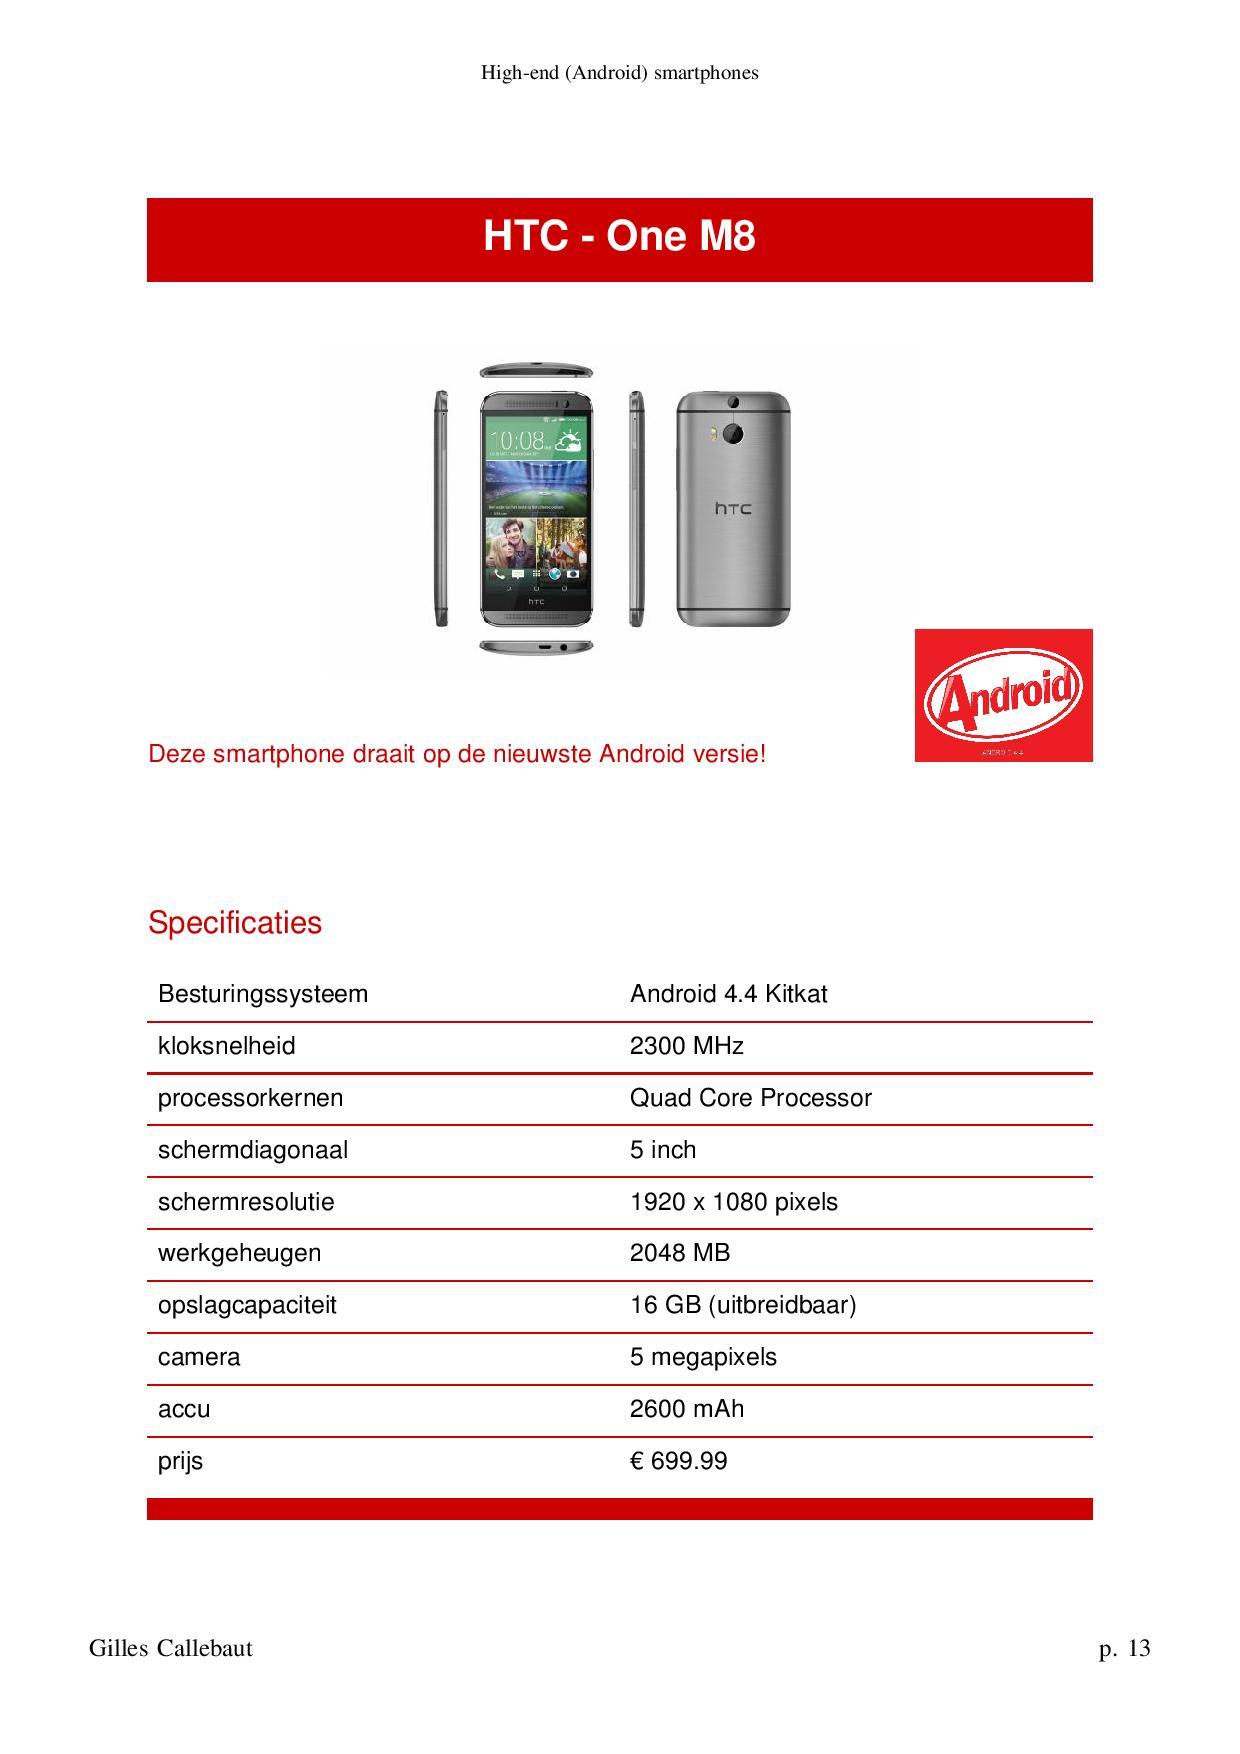 High-end (Android) smartphones
HTC - One M8
10:08
hTC
hTC
Android
ANDROID 4.4
Deze smartphone draait op de nieuwste Android versie!
Specificaties
Besturingssysteem Android 4.4 Kitkat
kloksnelheid 2300 MHz
processorkernen Quad Core Processor
schermdiagonaal 5 inch
schermresolutie 1920 x 1080 pixels
werkgeheugen 2048 MB
opslagcapaciteit 16 GB (uitbreidbaar)
camera 5 megapixels
accu 2600 mAh
prijs € 699.99
Gilles Callebaut p. 13